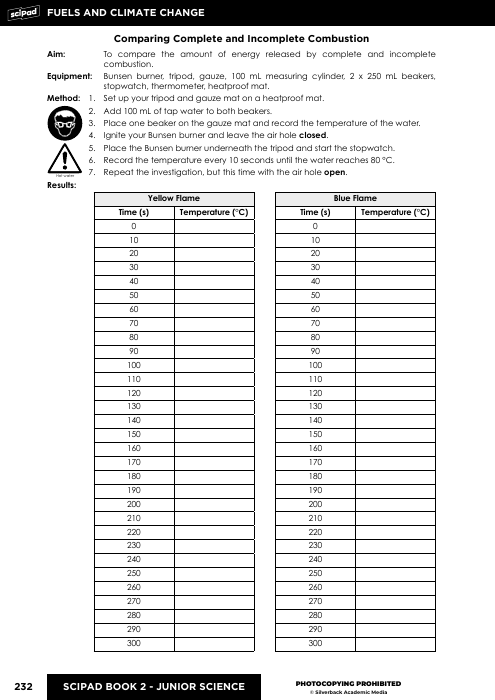 scipad FUELS AND CLIMATE CHANGE
Comparing Complete and Incomplete Combustion
Aim: To compare the amount of energy released by complete and incomplete
combustion.
Equipment: Bunsen burner, tripod, gauze, 100 mL measuring cylinder, 2 x 250 mL beakers,
stopwatch, thermometer, heatproof mat.
Method: 1. Set up your tripod and gauze mat on a heatproof mat.
2. Add 100 mL of tap water to both beakers.
3. Place one beaker on the gauze mat and record the temperature of the water.
4. Ignite your Bunsen burner and leave the air hole closed.
5. Place the Bunsen burner underneath the tripod and start the stopwatch.
6. Record the temperature every 10 seconds until the water reaches 80 °C.
7. Repeat the investigation, but this time with the air hole open.
Hot water
Results:
Yellow Flame Blue Flame
Time (s) Temperature (°C) Time (s) Temperature (°C)
0 0
10 10
20 20
30 30
40 40
50 50
60 60
70 70
80 80
90 90
100 100
110 110
120 120
130 130
140 140
150 150
160 160
170 170
180 180
190 190
200 200
210 210
220 220
230 230
240 240
250 250
260 260
270 270
280 280
290 290
300 300
232 SCIPAD BOOK 2 - JUNIOR SCIENCE PHOTOCOPYING PROHIBITED
© Silverback Academic Media